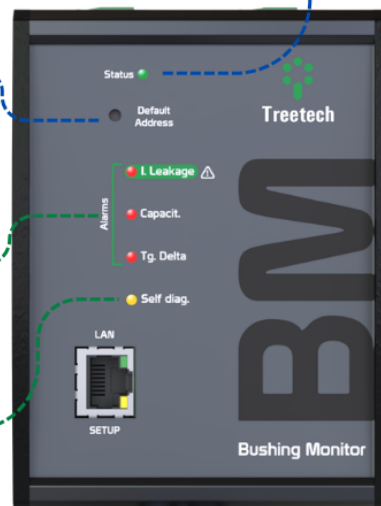 Status
Treetech
Default
Address
Alarms
I. Leakage
Capacit.
Tg. Delta
Self diag.
LAN
SETUP
BM
Bushing Monitor